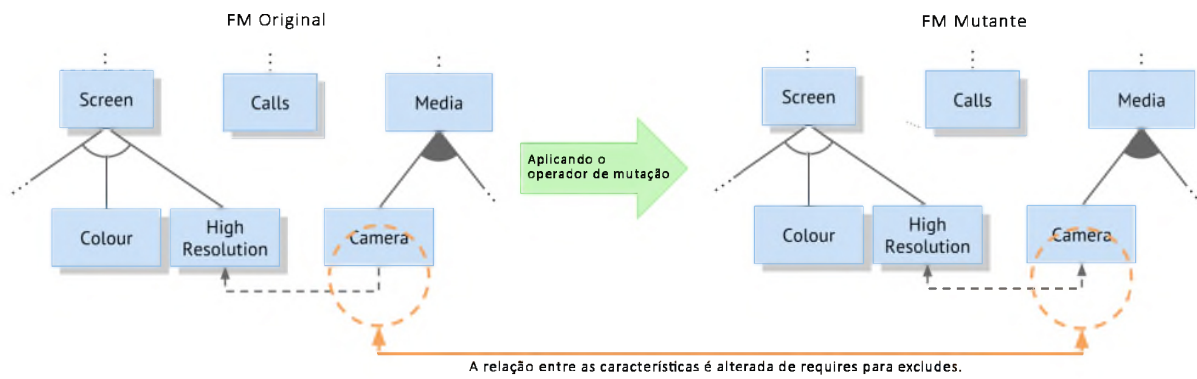 FM Original
FM Mutante
Screen
Calls
Media
Aplicando o
operador de mutação
Screen
Calls
Media
Colour
High
Resolution
Camera
Colour
High
Resolution
Camera
A relação entre as características é alterada de requires para excludes.